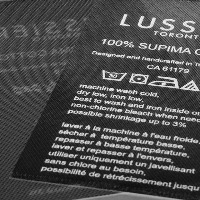 LUSS
TORONTO
100% SUPIMA C
Designed and handcrafted in T
CA 61179
machine wash cold,
dry low, iron low.
best to wash and iron inside o
non-chlorine bleach when need
possible shrinkage up to 3%
laver à la machine à l'eau froide
sécher à température basse,
repasser à basse température,
laver et repasser à l'envers,
utiliser uniquement un javellisant
sans chlore au besoin,
possibilité de rétrécissement jusqu